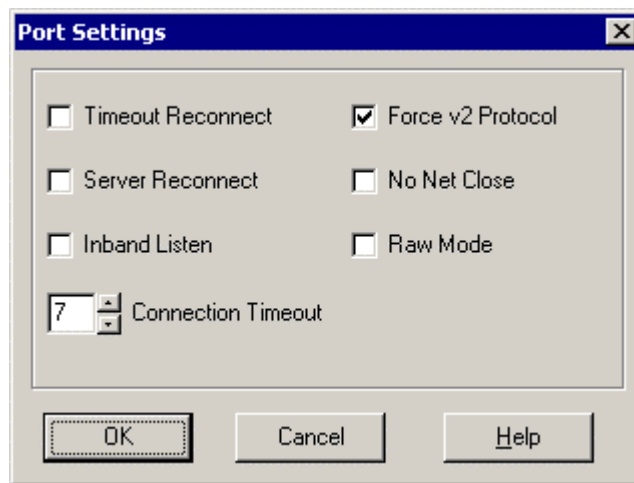 Port Settings
Timeout Reconnect
Force v2 Protocol
Server Reconnect
No Net Close
Inband Listen
Raw Mode
7 Connection Timeout
OK
Cancel
Help